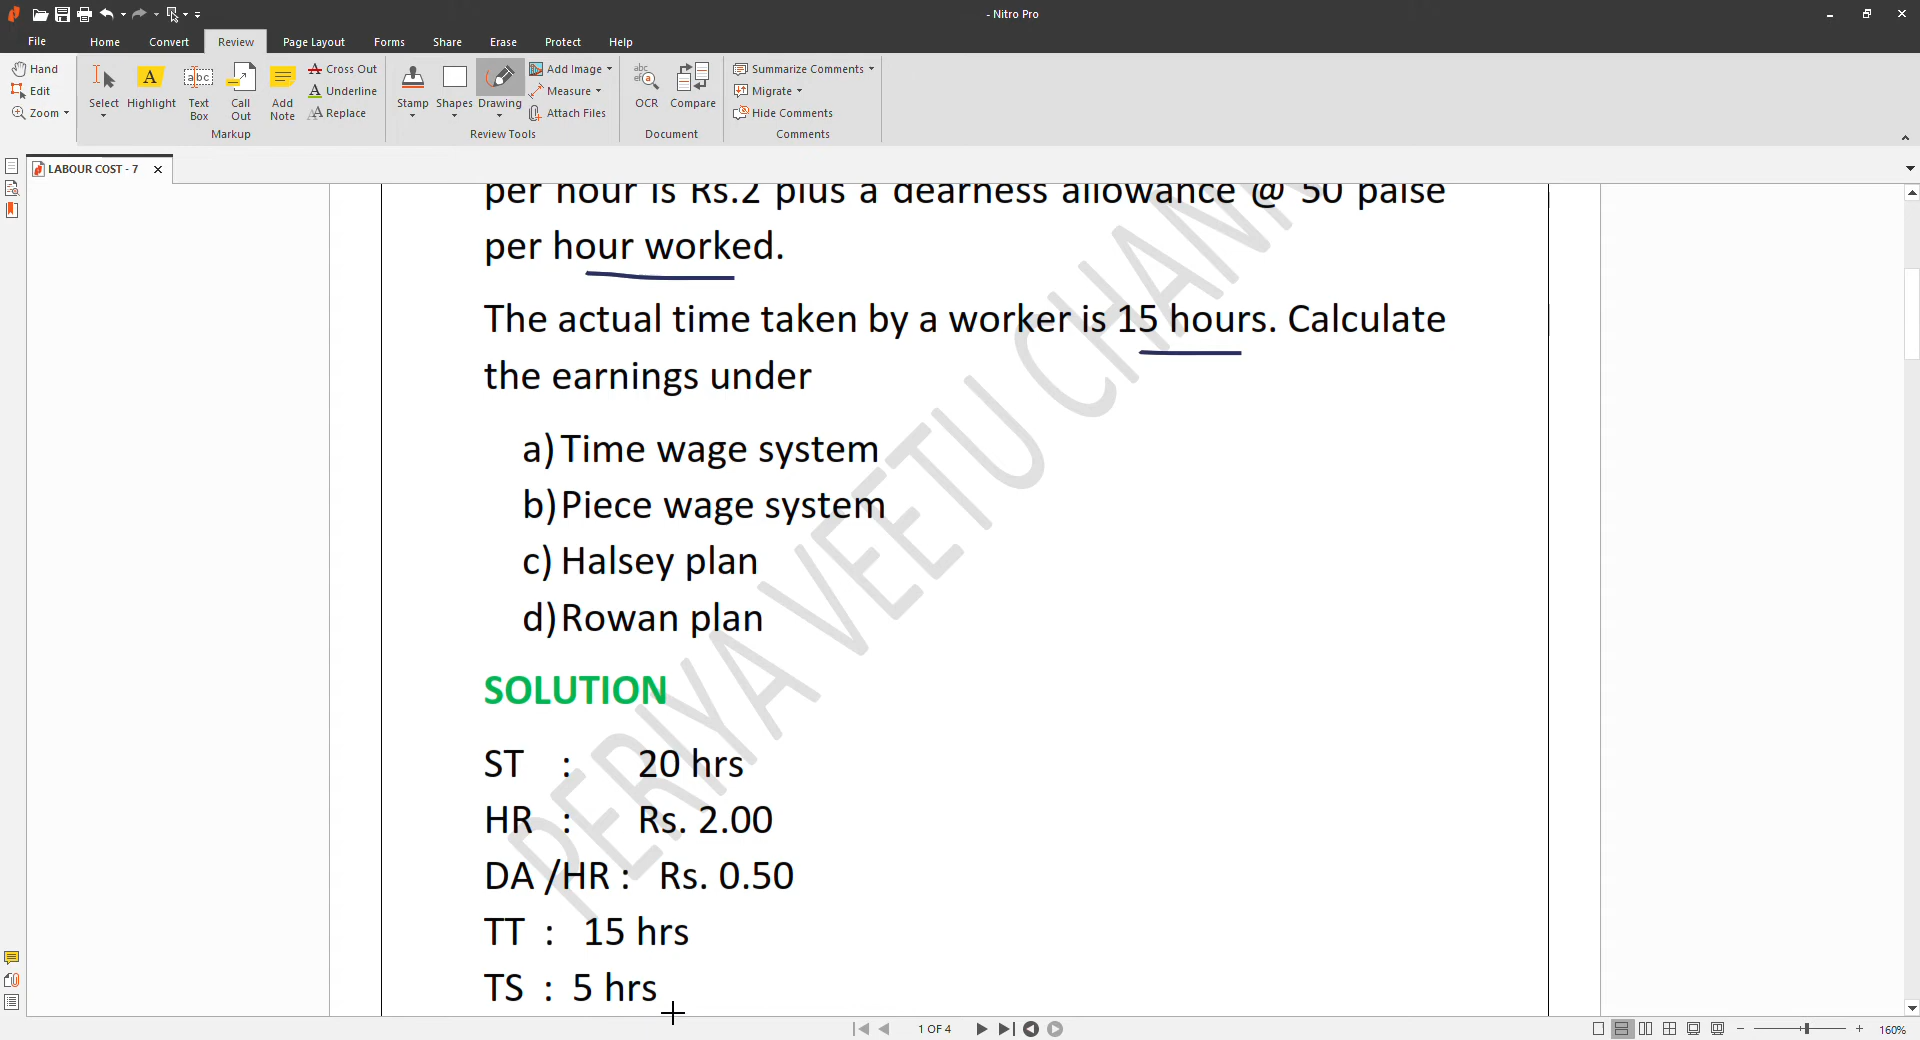 - Nitro Pro
File Home Convert Review Page Layout Forms Share Erase Protect Help
Hand
Edit
Zoom
Select
Highlight
abc
Text Box
Call Out
Add Note
Cross Out
Underline
Replace
Markup
Stamp
Shapes
Drawing
Add Image
Measure
Attach Files
Review Tools
OCR
Compare
Document
Summarize Comments
Migrate
Hide Comments
Comments
LABOUR COST - 7
per hour is Rs.2 plus a dearness allowance @ 50 paise
per hour worked.
The actual time taken by a worker is 15 hours. Calculate
the earnings under
a) Time wage system
b) Piece wage system
c) Halsey plan
d) Rowan plan
SOLUTION
ST : 20 hrs
HR : Rs. 2.00
DA /HR : Rs. 0.50
TT : 15 hrs
TS : 5 hrs
PERIYA VEETU CHAN
1 OF 4
160%